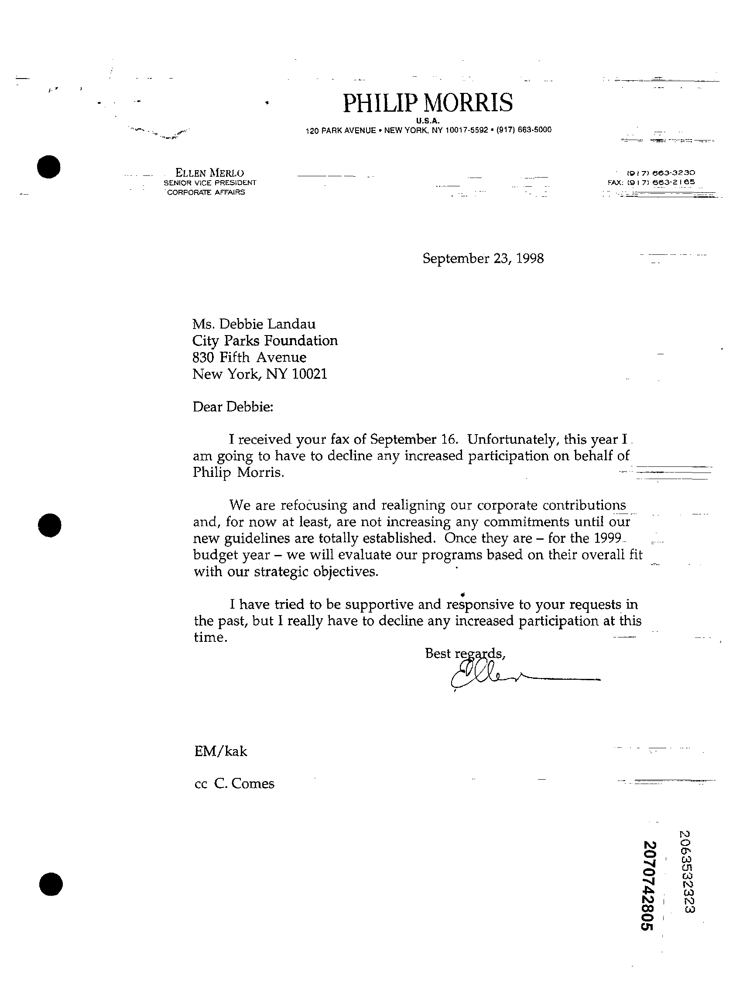 PHILIP MORRIS
U.S.A.
120 PARK AVENUE • NEW YORK, NY 10017-5592 • (917) 663-5000
ELLEN MERLO
SENIOR VICE PRESIDENT
CORPORATE AFFAIRS
(917) 663-3230
FAX: (917) 663-2165
September 23, 1998
Ms. Debbie Landau
City Parks Foundation
830 Fifth Avenue
New York, NY 10021
Dear Debbie:
I received your fax of September 16. Unfortunately, this year I
am going to have to decline any increased participation on behalf of
Philip Morris.
We are refocusing and realigning our corporate contributions
and, for now at least, are not increasing any commitments until our
new guidelines are totally established. Once they are – for the 1999
budget year – we will evaluate our programs based on their overall fit
with our strategic objectives.
I have tried to be supportive and responsive to your requests in
the past, but I really have to decline any increased participation at this
time.
Best regards,
Ellen
EM/kak
cc C. Comes
2063532323
2070742805